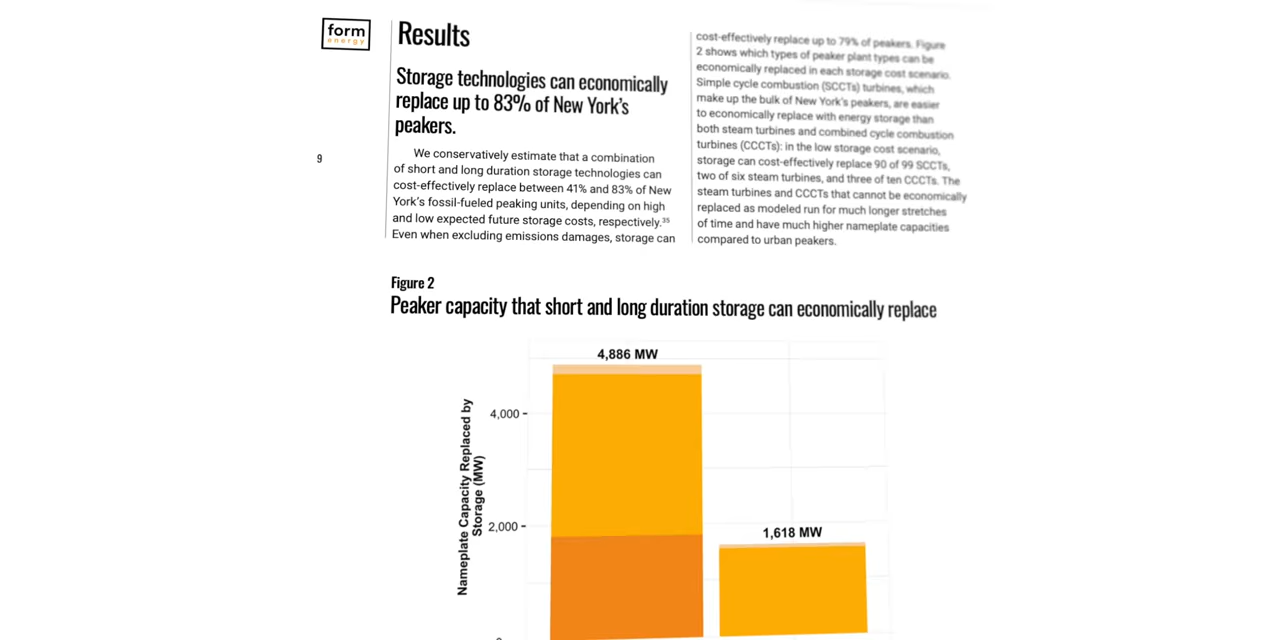 form
energy
9
Results
Storage technologies can economically
replace up to 83% of New York's
peakers.
We conservatively estimate that a combination
of short and long duration storage technologies can
cost-effectively replace between 41% and 83% of New
York's fossil-fueled peaking units, depending on high
and low expected future storage costs, respectively.³⁵
Even when excluding emissions damages, storage can
cost-effectively replace up to 79% of peakers. Figure
2 shows which types of peaker plant types can be
economically replaced in each storage cost scenario.
Simple cycle combustion (SCCTs) turbines, which
make up the bulk of New York's peakers, are easier
to economically replace with energy storage than
both steam turbines and combined cycle combustion
turbines (CCCTs): in the low storage cost scenario,
storage can cost-effectively replace 90 of 99 SCCTs,
two of six steam turbines, and three of ten CCCTs. The
steam turbines and CCCTs that cannot be economically
replaced as modeled run for much longer stretches
of time and have much higher nameplate capacities
compared to urban peakers.
Figure 2
Peaker capacity that short and long duration storage can economically replace
Nameplate Capacity Replaced by
Storage (MW)
4,886 MW
4,000
2,000
1,618 MW